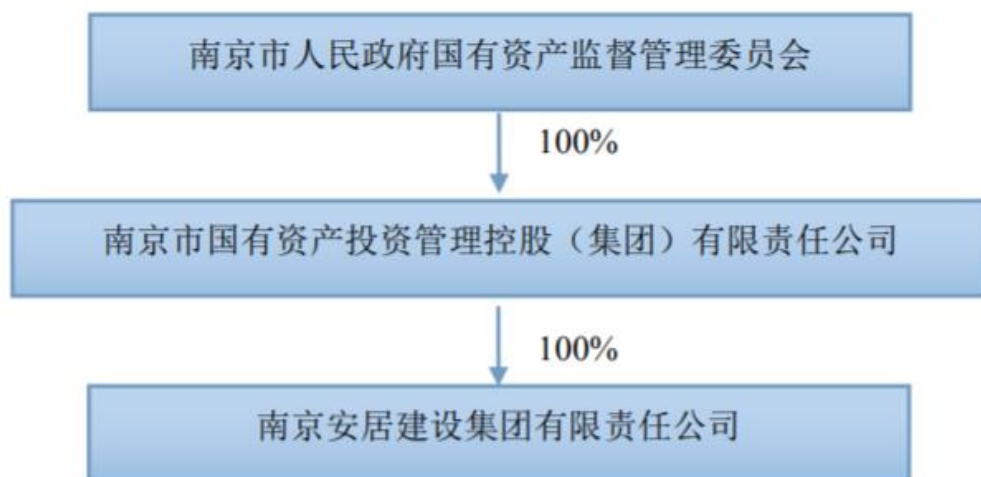 南京市人民政府国有资产监督管理委员会
100%
南京市国有资产投资管理控股（集团）有限责任公司
100%
南京安居建设集团有限责任公司